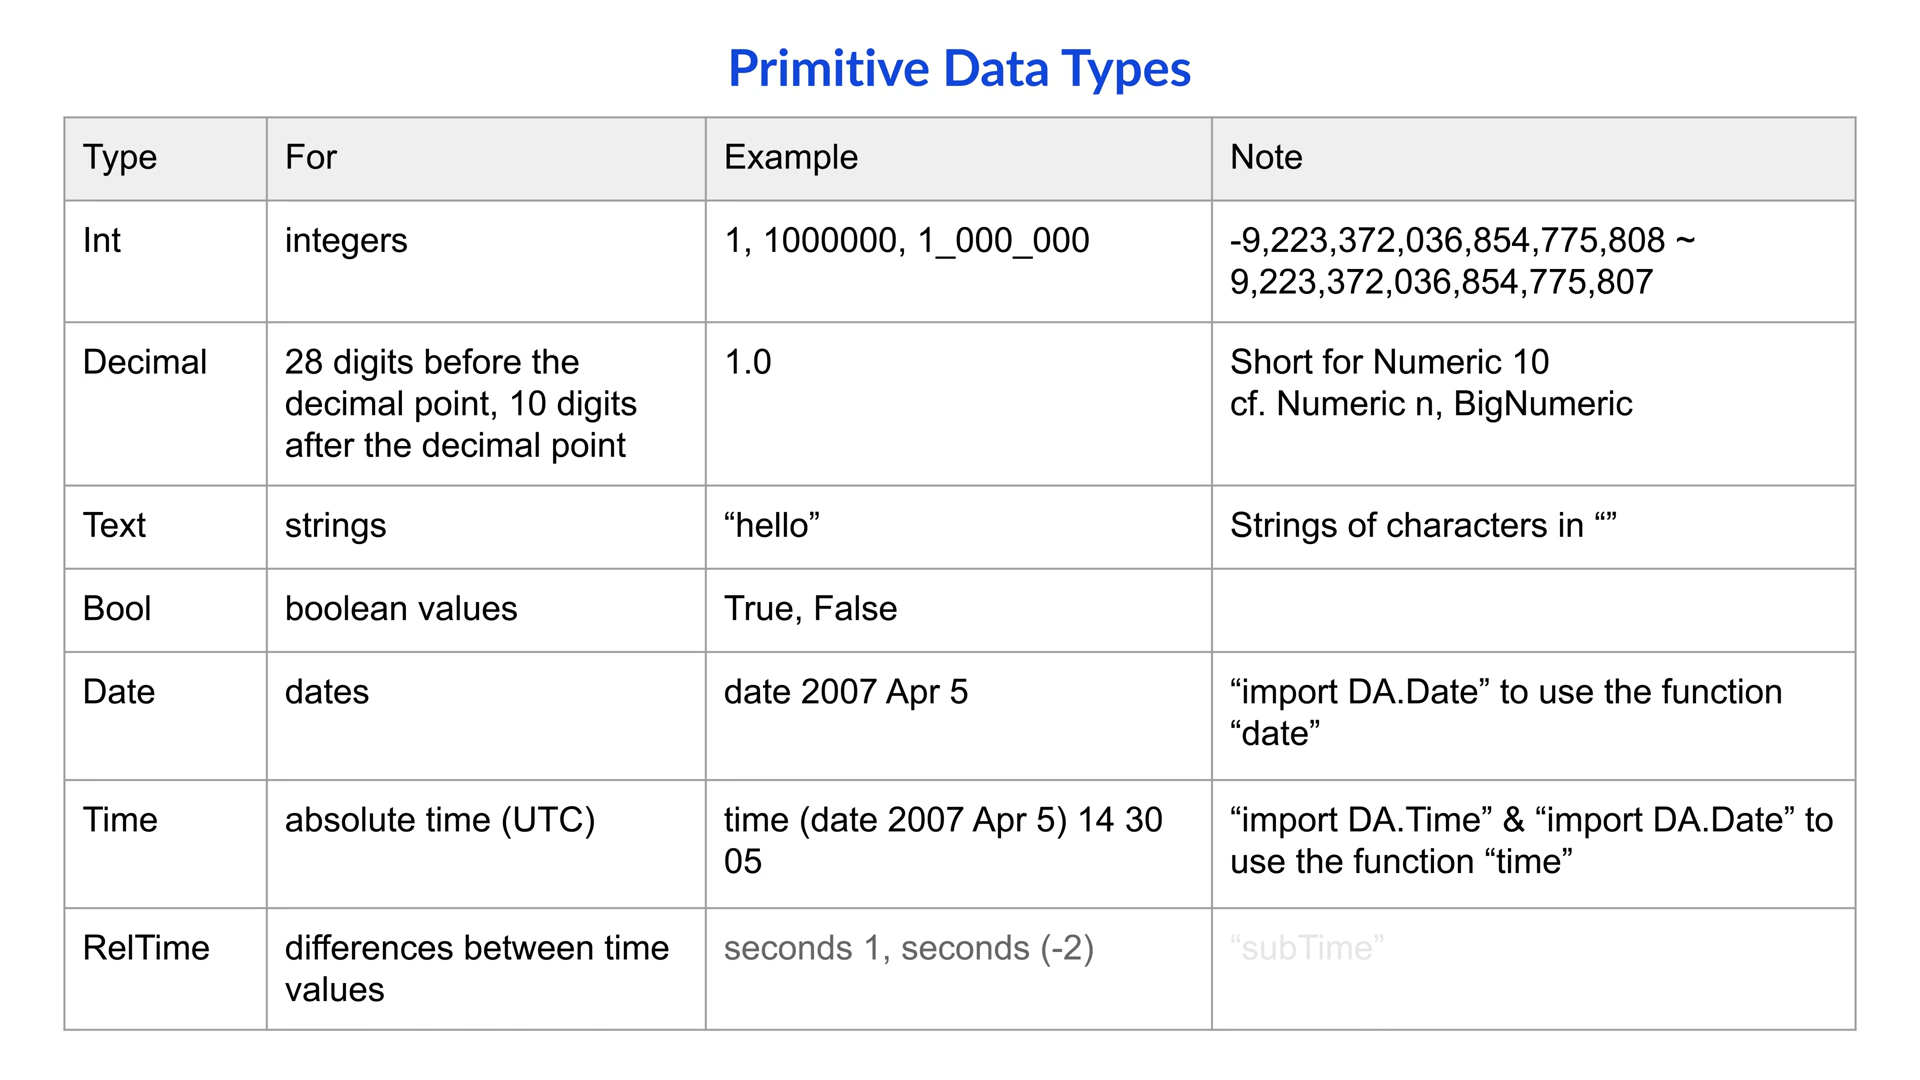 Primitive Data Types
Type
For
Example
Note
Int
integers
1, 1000000, 1_000_000
-9,223,372,036,854,775,808 ~
9,223,372,036,854,775,807
Decimal
28 digits before the
decimal point, 10 digits
after the decimal point
1.0
Short for Numeric 10
cf. Numeric n, BigNumeric
Text
strings
“hello”
Strings of characters in “”
Bool
boolean values
True, False
Date
dates
date 2007 Apr 5
“import DA.Date” to use the function
“date”
Time
absolute time (UTC)
time (date 2007 Apr 5) 14 30
05
“import DA.Time” & “import DA.Date” to
use the function “time”
RelTime
differences between time
values
seconds 1, seconds (-2)
“subTime”